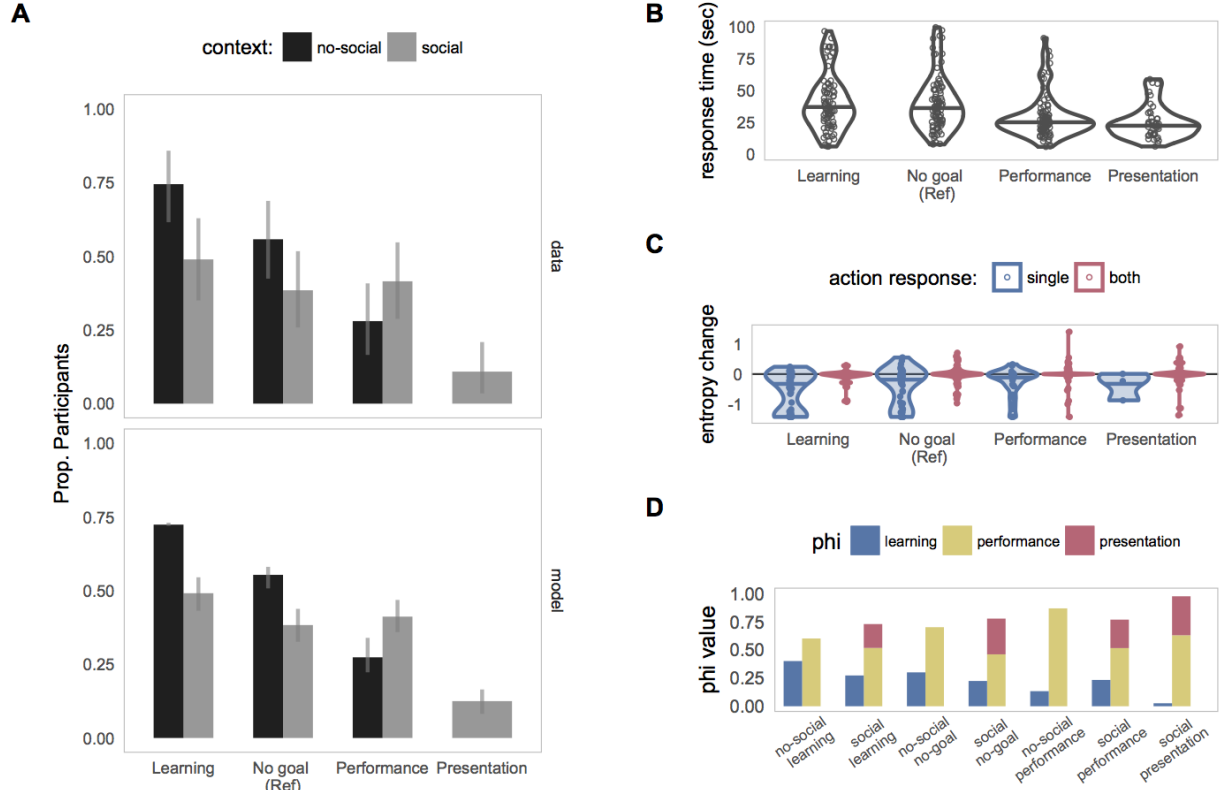 A
context: no-social social
Prop. Participants
1.00
0.75
0.50
0.25
0.00
data
1.00
0.75
0.50
0.25
0.00
model
Learning No goal (Ref) Performance Presentation
B
response time (sec)
100
75
50
25
0
Learning No goal (Ref) Performance Presentation
C
action response: single both
entropy change
1
0
-1
Learning No goal (Ref) Performance Presentation
D
phi learning performance presentation
phi value
1.00
0.75
0.50
0.25
0.00
no-social learning
social learning
no-social no-goal
social no-goal
no-social performance
social performance
social presentation